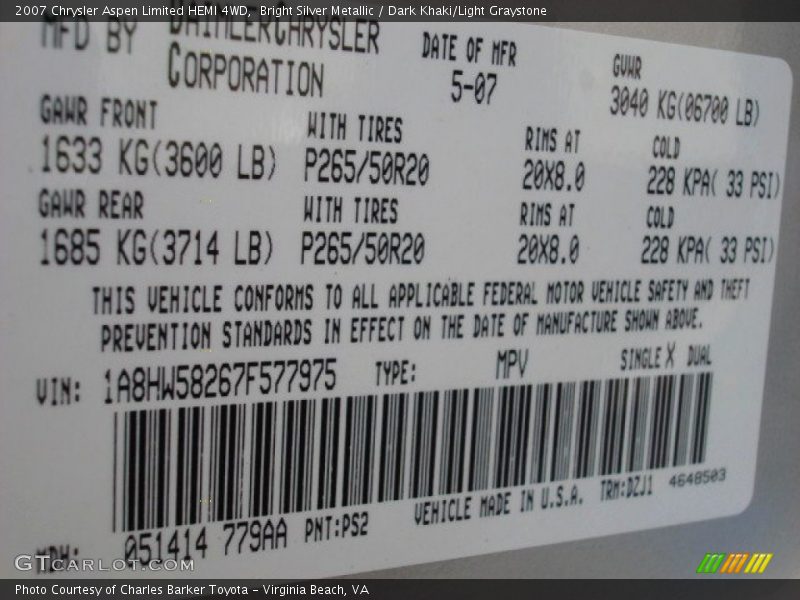 2007 Chrysler Aspen Limited HEMI 4WD,  Bright Silver Metallic / Dark Khaki/Light Graystone
MFD BY DAIMLERCHRYSLER CORPORATION
DATE OF MFR 5-07
GVWR 3040 KG(06700 LB)
GAWR FRONT WITH TIRES RIMS AT COLD
1633 KG(3600 LB) P265/50R20 20X8.0 228 KPA( 33 PSI)
GAWR REAR WITH TIRES RIMS AT COLD
1685 KG(3714 LB) P265/50R20 20X8.0 228 KPA( 33 PSI)
THIS VEHICLE CONFORMS TO ALL APPLICABLE FEDERAL MOTOR VEHICLE SAFETY AND THEFT
PREVENTION STANDARDS IN EFFECT ON THE DATE OF MANUFACTURE SHOWN ABOVE.
VIN: 1A8HW58267F577975 TYPE: MPV SINGLE X DUAL
MDH: 051414 779AA PNT:PS2 VEHICLE MADE IN U.S.A. TRM:DZJ1 4648503
GTCARLOT.COM
Photo Courtesy of Charles Barker Toyota – Virginia Beach, VA